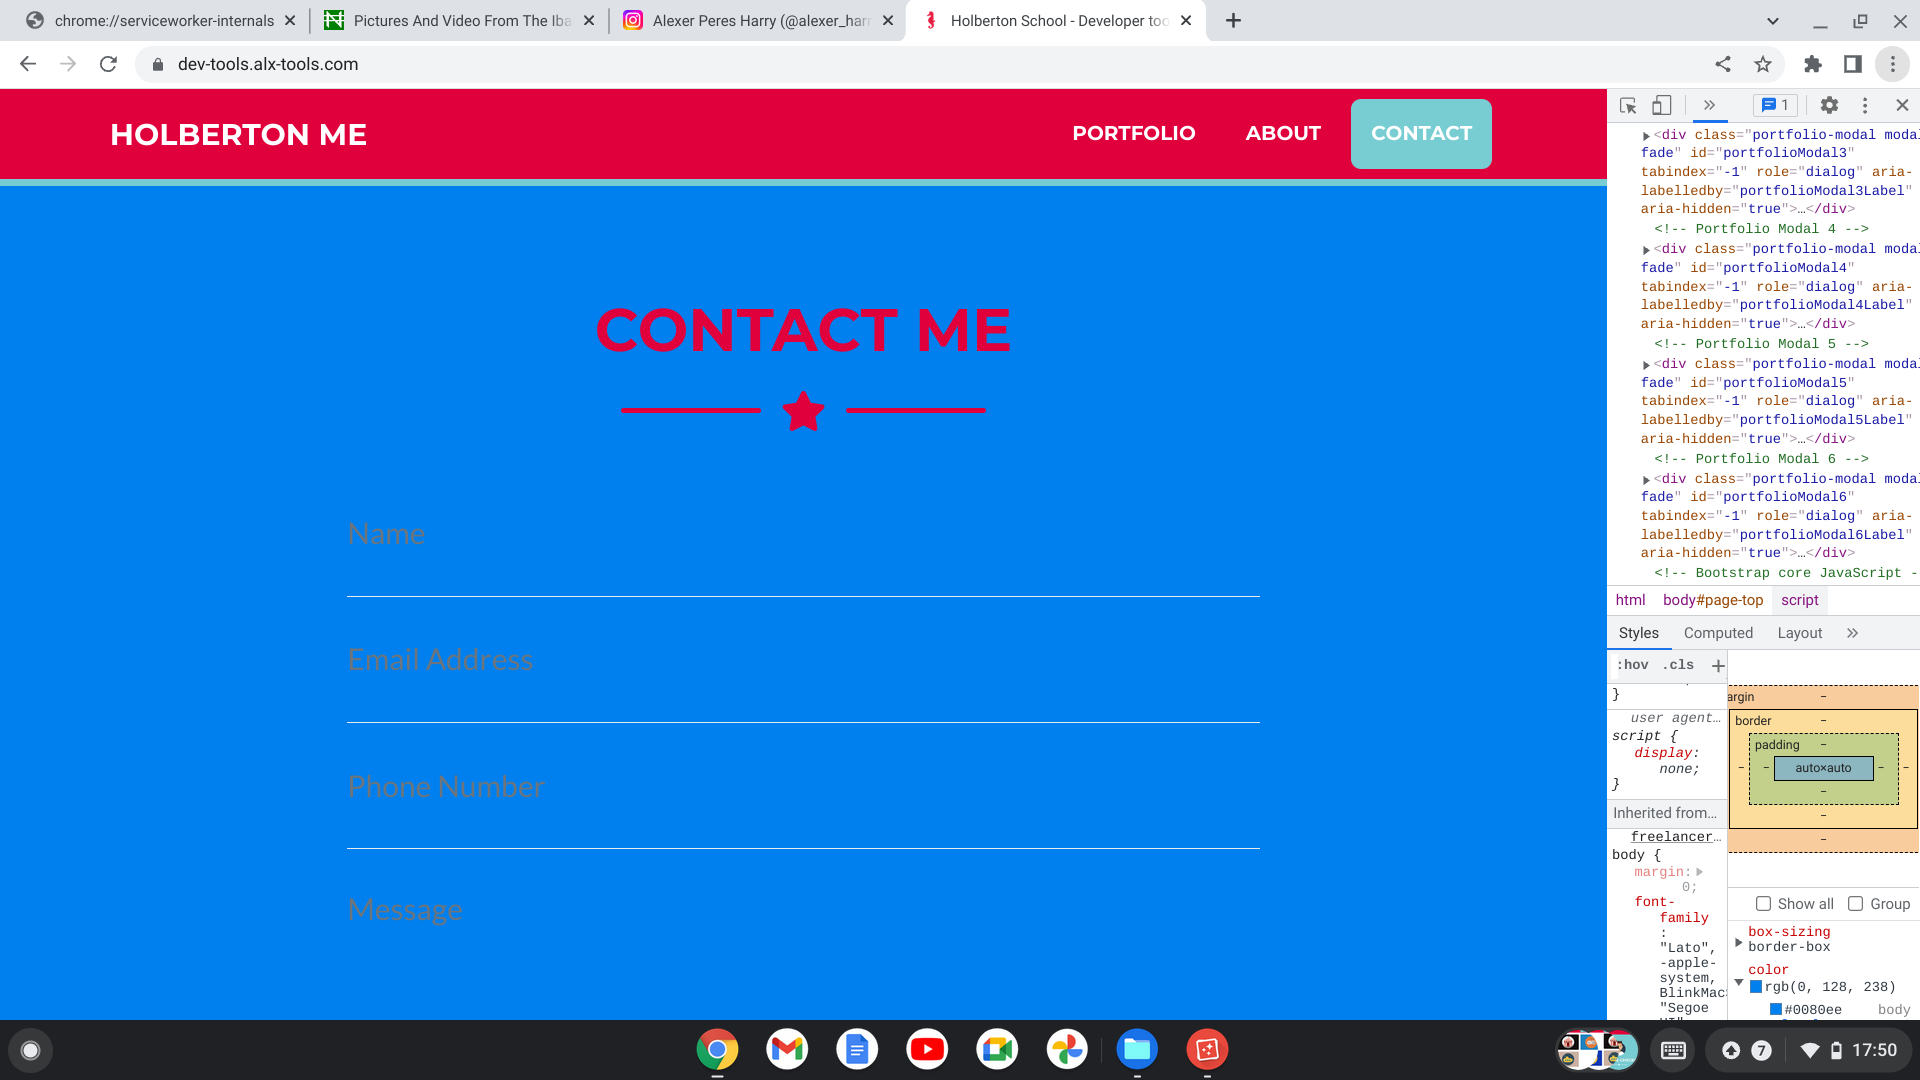 chrome://serviceworker-internals
Pictures And Video From The Iba
Alexer Peres Harry (@alexer_har
Holberton School - Developer too
dev-tools.alx-tools.com
HOLBERTON ME
PORTFOLIO
ABOUT
CONTACT
CONTACT ME
Name
Email Address
Phone Number
Message
1
<div class="portfolio-modal modal
fade" id="portfolioModal3"
tabindex="-1" role="dialog" aria-
labelledby="portfolioModal3Label"
aria-hidden="true">…</div>
<!-- Portfolio Modal 4 -->
<div class="portfolio-modal modal
fade" id="portfolioModal4"
tabindex="-1" role="dialog" aria-
labelledby="portfolioModal4Label"
aria-hidden="true">…</div>
<!-- Portfolio Modal 5 -->
<div class="portfolio-modal modal
fade" id="portfolioModal5"
tabindex="-1" role="dialog" aria-
labelledby="portfolioModal5Label"
aria-hidden="true">…</div>
<!-- Portfolio Modal 6 -->
<div class="portfolio-modal modal
fade" id="portfolioModal6"
tabindex="-1" role="dialog" aria-
labelledby="portfolioModal6Label"
aria-hidden="true">…</div>
<!-- Bootstrap core JavaScript -
html body#page-top script
Styles Computed Layout
:hov .cls +
}
user agent…
script {
display:
none;
}
Inherited from…
freelancer…
body {
margin:
0;
font-
family
:
"Lato",
-apple-
system,
BlinkMac
"Segoe
argin
–
border
–
padding
–
– – auto×auto – –
–
–
–
Show all
Group
box-sizing
border-box
color
rgb(0, 128, 238)
#0080ee body
7
17:50